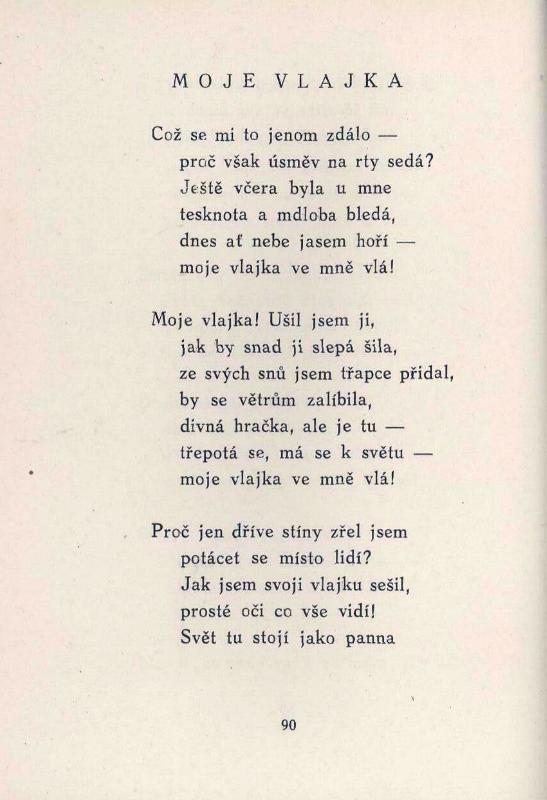 MOJE VLAJKA
Což se mi to jenom zdálo —
proč však úsměv na rty sedá?
Ještě včera byla u mne
tesknota a mdloba bledá,
dnes ať nebe jasem hoří —
moje vlajka ve mně vlá!
Moje vlajka! Ušil jsem ji,
jak by snad ji slepá šila,
ze svých snů jsem třapce přidal,
by se větrům zalíbila,
divná hračka, ale je tu —
třepotá se, má se k světu —
moje vlajka ve mně vlá!
Proč jen dříve stíny zřel jsem
potácet se místo lidí?
Jak jsem svoji vlajku sešil,
prosté oči co vše vidí!
Svět tu stojí jako panna
90